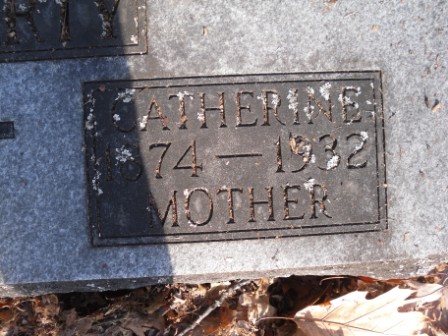 CATHERINE
1874 — 1932
MOTHER